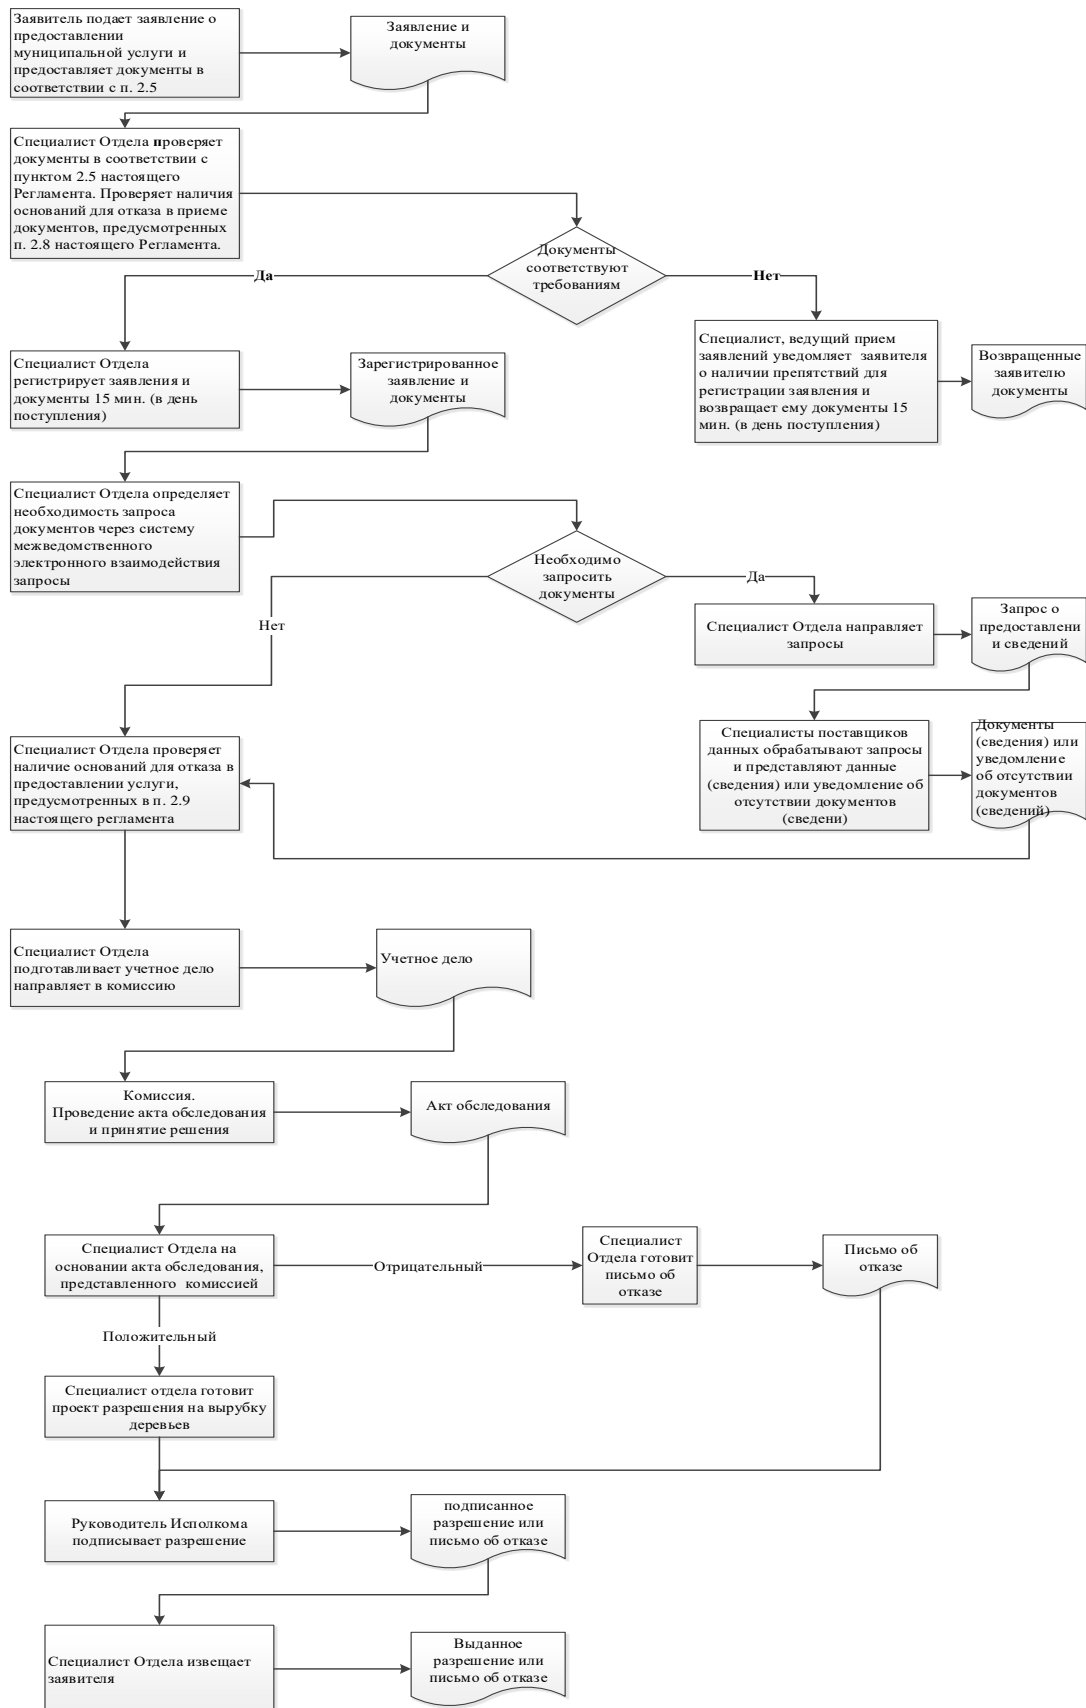 Заявитель подает заявление о
предоставлении
муниципальной услуги и
предоставляет документы в
соответствии с п. 2.5
Заявление и
документы
Специалист Отдела проверяет
документы в соответствии с
пунктом 2.5 настоящего
Регламента. Проверяет наличия
оснований для отказа в приеме
документов, предусмотренных
п. 2.8 настоящего Регламента.
Документы
соответствуют
требованиям
Да
Нет
Специалист Отдела
регистрирует заявления и
документы 15 мин. (в день
поступления)
Зарегистрированное
заявление и
документы
Специалист, ведущий прием
заявлений уведомляет заявителя
о наличии препятствий для
регистрации заявления и
возвращает ему документы 15
мин. (в день поступления)
Возвращенные
заявителю
документы
Специалист Отдела определяет
необходимость запроса
документов через систему
межведомственного
электронного взаимодействия
запросы
Необходимо
запросить
документы
Да
Нет
Специалист Отдела направляет
запросы
Запрос о
предоставлени
и сведений
Специалисты поставщиков
данных обрабатывают запросы
и представляют данные
(сведения) или уведомление об
отсутствии документов
(сведени)
Документы
(сведения) или
уведомление
об отсутствии
документов
(сведений)
Специалист Отдела проверяет
наличие оснований для отказа в
предоставлении услуги,
предусмотренных в п. 2.9
настоящего регламента
Специалист Отдела
подготавливает учетное дело
направляет в комиссию
Учетное дело
Комиссия.
Проведение акта обследования
и принятие решения
Акт обследования
Специалист Отдела на
основании акта обследования,
представленного комиссией
Отрицательный
Специалист
Отдела готовит
письмо об
отказе
Письмо об
отказе
Положительный
Специалист отдела готовит
проект разрешения на вырубку
деревьев
Руководитель Исполкома
подписывает разрешение
подписанное
разрешение или
письмо об отказе
Специалист Отдела извещает
заявителя
Выданное
разрешение или
письмо об отказе